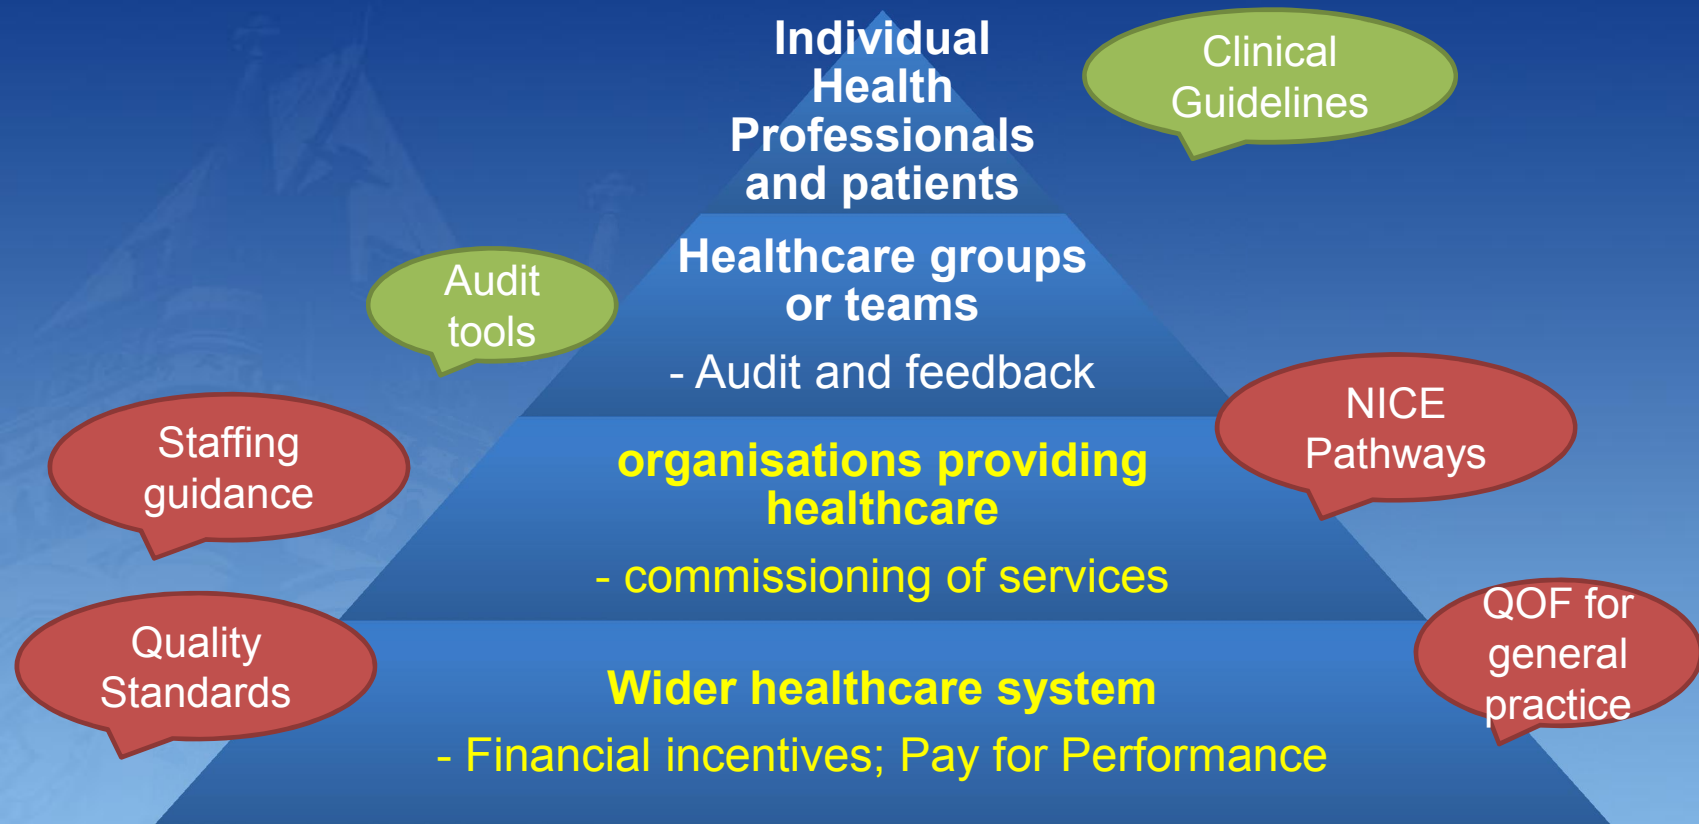 Individual
Health
Professionals
and patients
Clinical
Guidelines
Healthcare groups
or teams
- Audit and feedback
Audit
tools
organisations providing
healthcare
- commissioning of services
Staffing
guidance
NICE
Pathways
Wider healthcare system
- Financial incentives; Pay for Performance
Quality
Standards
QOF for
general
practice